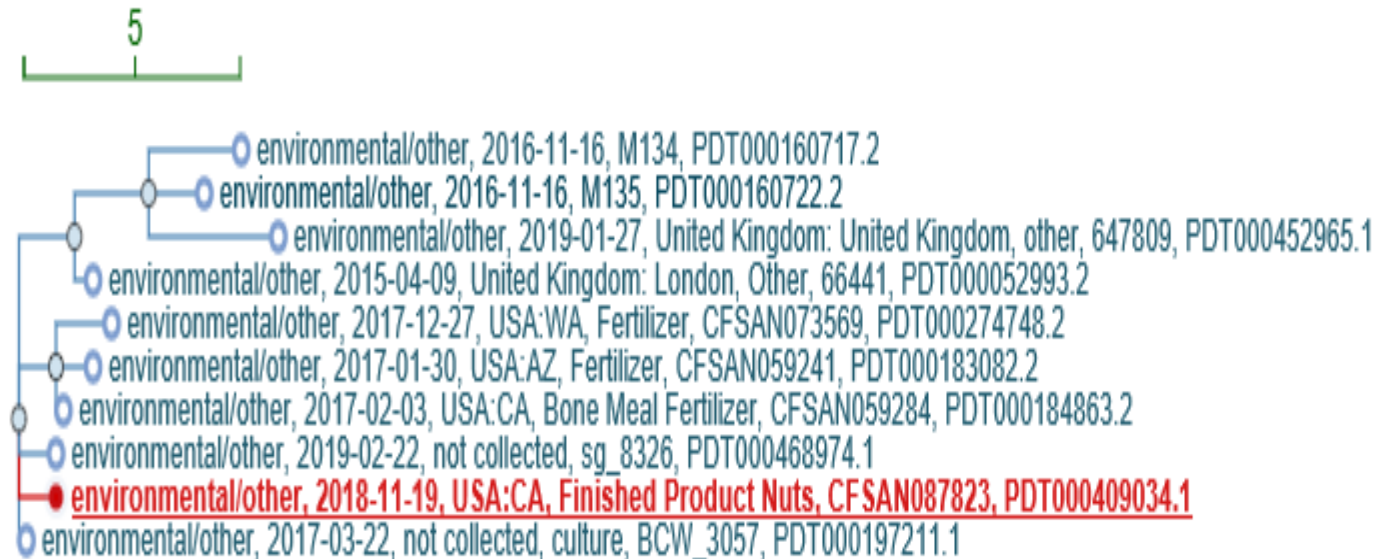 5
environmental/other, 2016-11-16, M134, PDT000160717.2
environmental/other, 2016-11-16, M135, PDT000160722.2
environmental/other, 2019-01-27, United Kingdom: United Kingdom, other, 647809, PDT000452965.1
environmental/other, 2015-04-09, United Kingdom: London, Other, 66441, PDT000052993.2
environmental/other, 2017-12-27, USA:WA, Fertilizer, CFSAN073569, PDT000274748.2
environmental/other, 2017-01-30, USA:AZ, Fertilizer, CFSAN059241, PDT000183082.2
environmental/other, 2017-02-03, USA:CA, Bone Meal Fertilizer, CFSAN059284, PDT000184863.2
environmental/other, 2019-02-22, not collected, sg_8326, PDT000468974.1
environmental/other, 2018-11-19, USA:CA, Finished Product Nuts, CFSAN087823, PDT000409034.1
environmental/other, 2017-03-22, not collected, culture, BCW_3057, PDT000197211.1